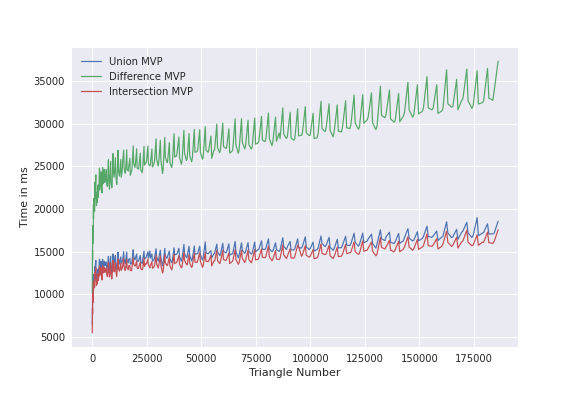 Union MVP
Difference MVP
Intersection MVP
35000
30000
25000
20000
15000
10000
5000
Time in ms
0 25000 50000 75000 100000 125000 150000 175000
Triangle Number